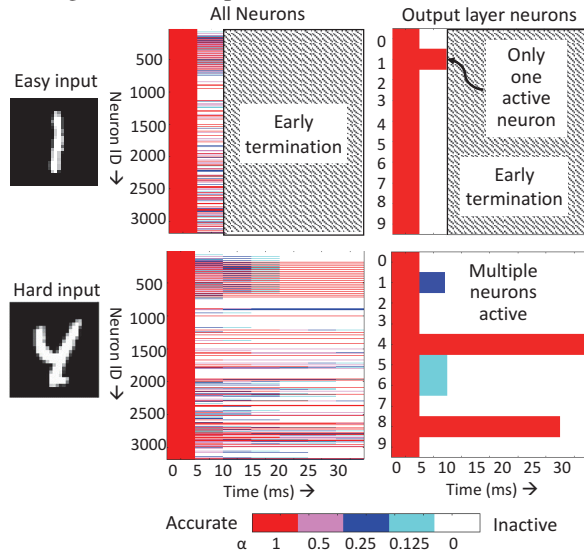 All Neurons
Output layer neurons
Easy input
Neuron ID
←
500
1000
1500
2000
2500
3000
Early
termination
0
1
2
3
4
5
6
7
8
9
Only
one
active
neuron
Early
termination
Hard input
Neuron ID
←
500
1000
1500
2000
2500
3000
0 5 10 15 20 25 30
Time (ms) →
0
1
2
3
4
5
6
7
8
9
Multiple
neurons
active
0 5 10 15 20 25 30
Time (ms) →
Accurate
Inactive
α 1 0.5 0.25 0.125 0